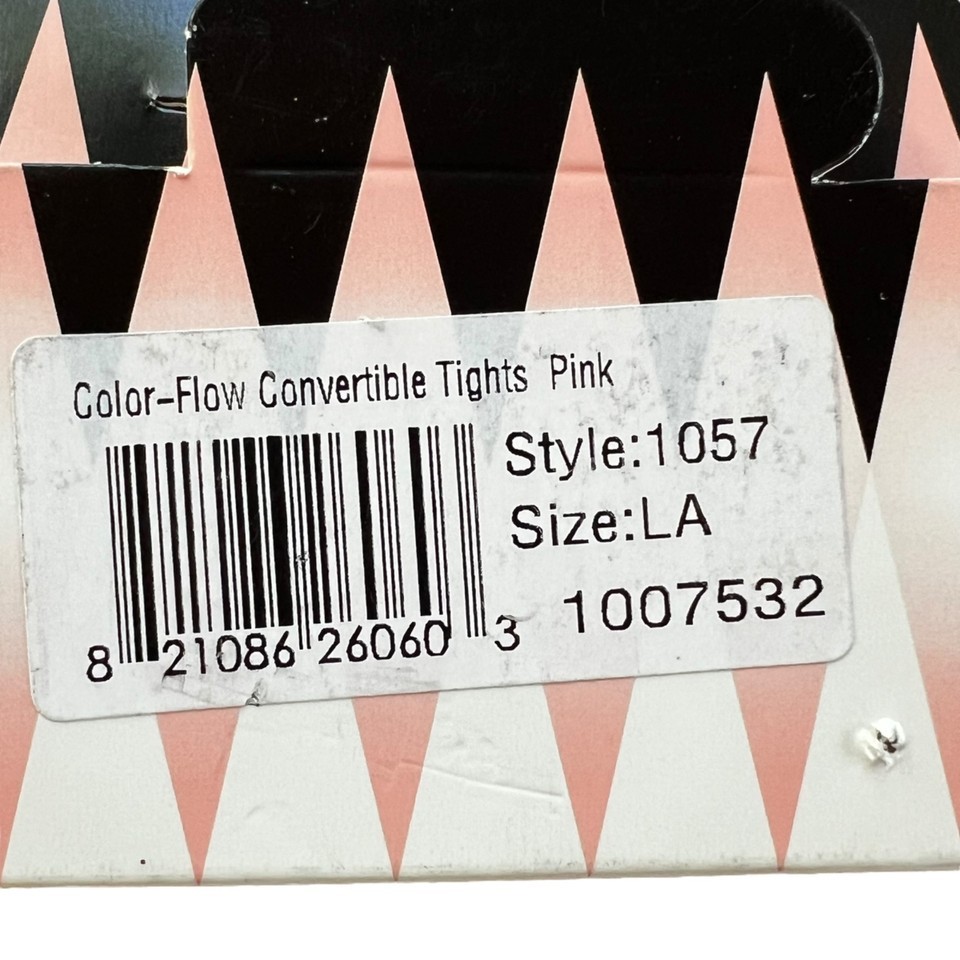 Color-Flow Convertible Tights Pink
Style:1057
Size:LA
1007532
8 21086 26060 3